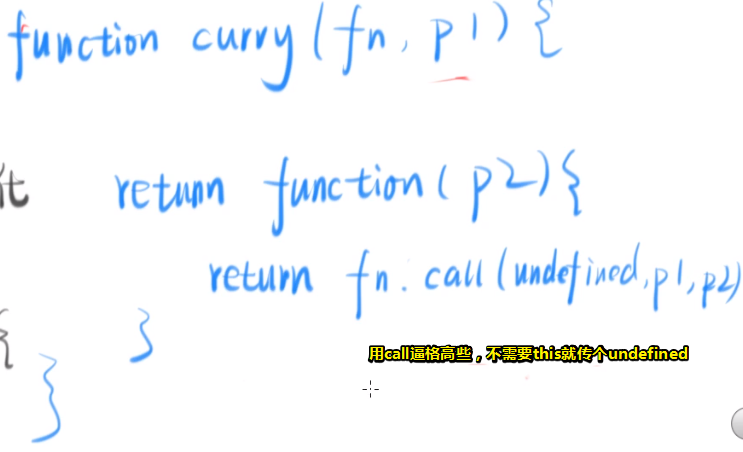 function curry(fn, p1) {
return function(p2){
return fn.call(undefined, p1, p2)
}
用call逼格高些，不需要this就传个undefined
{
}